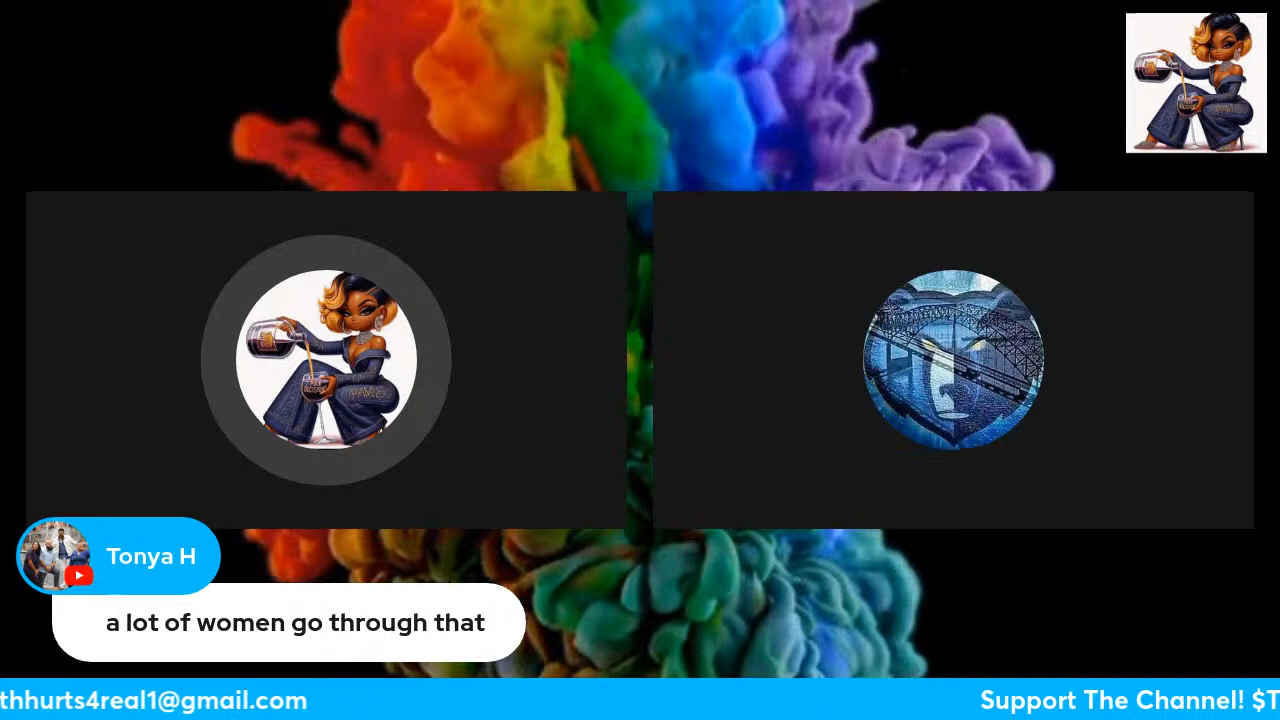 Tonya H
a lot of women go through that
thhurts4real1@gmail.com
Support The Channel! $T